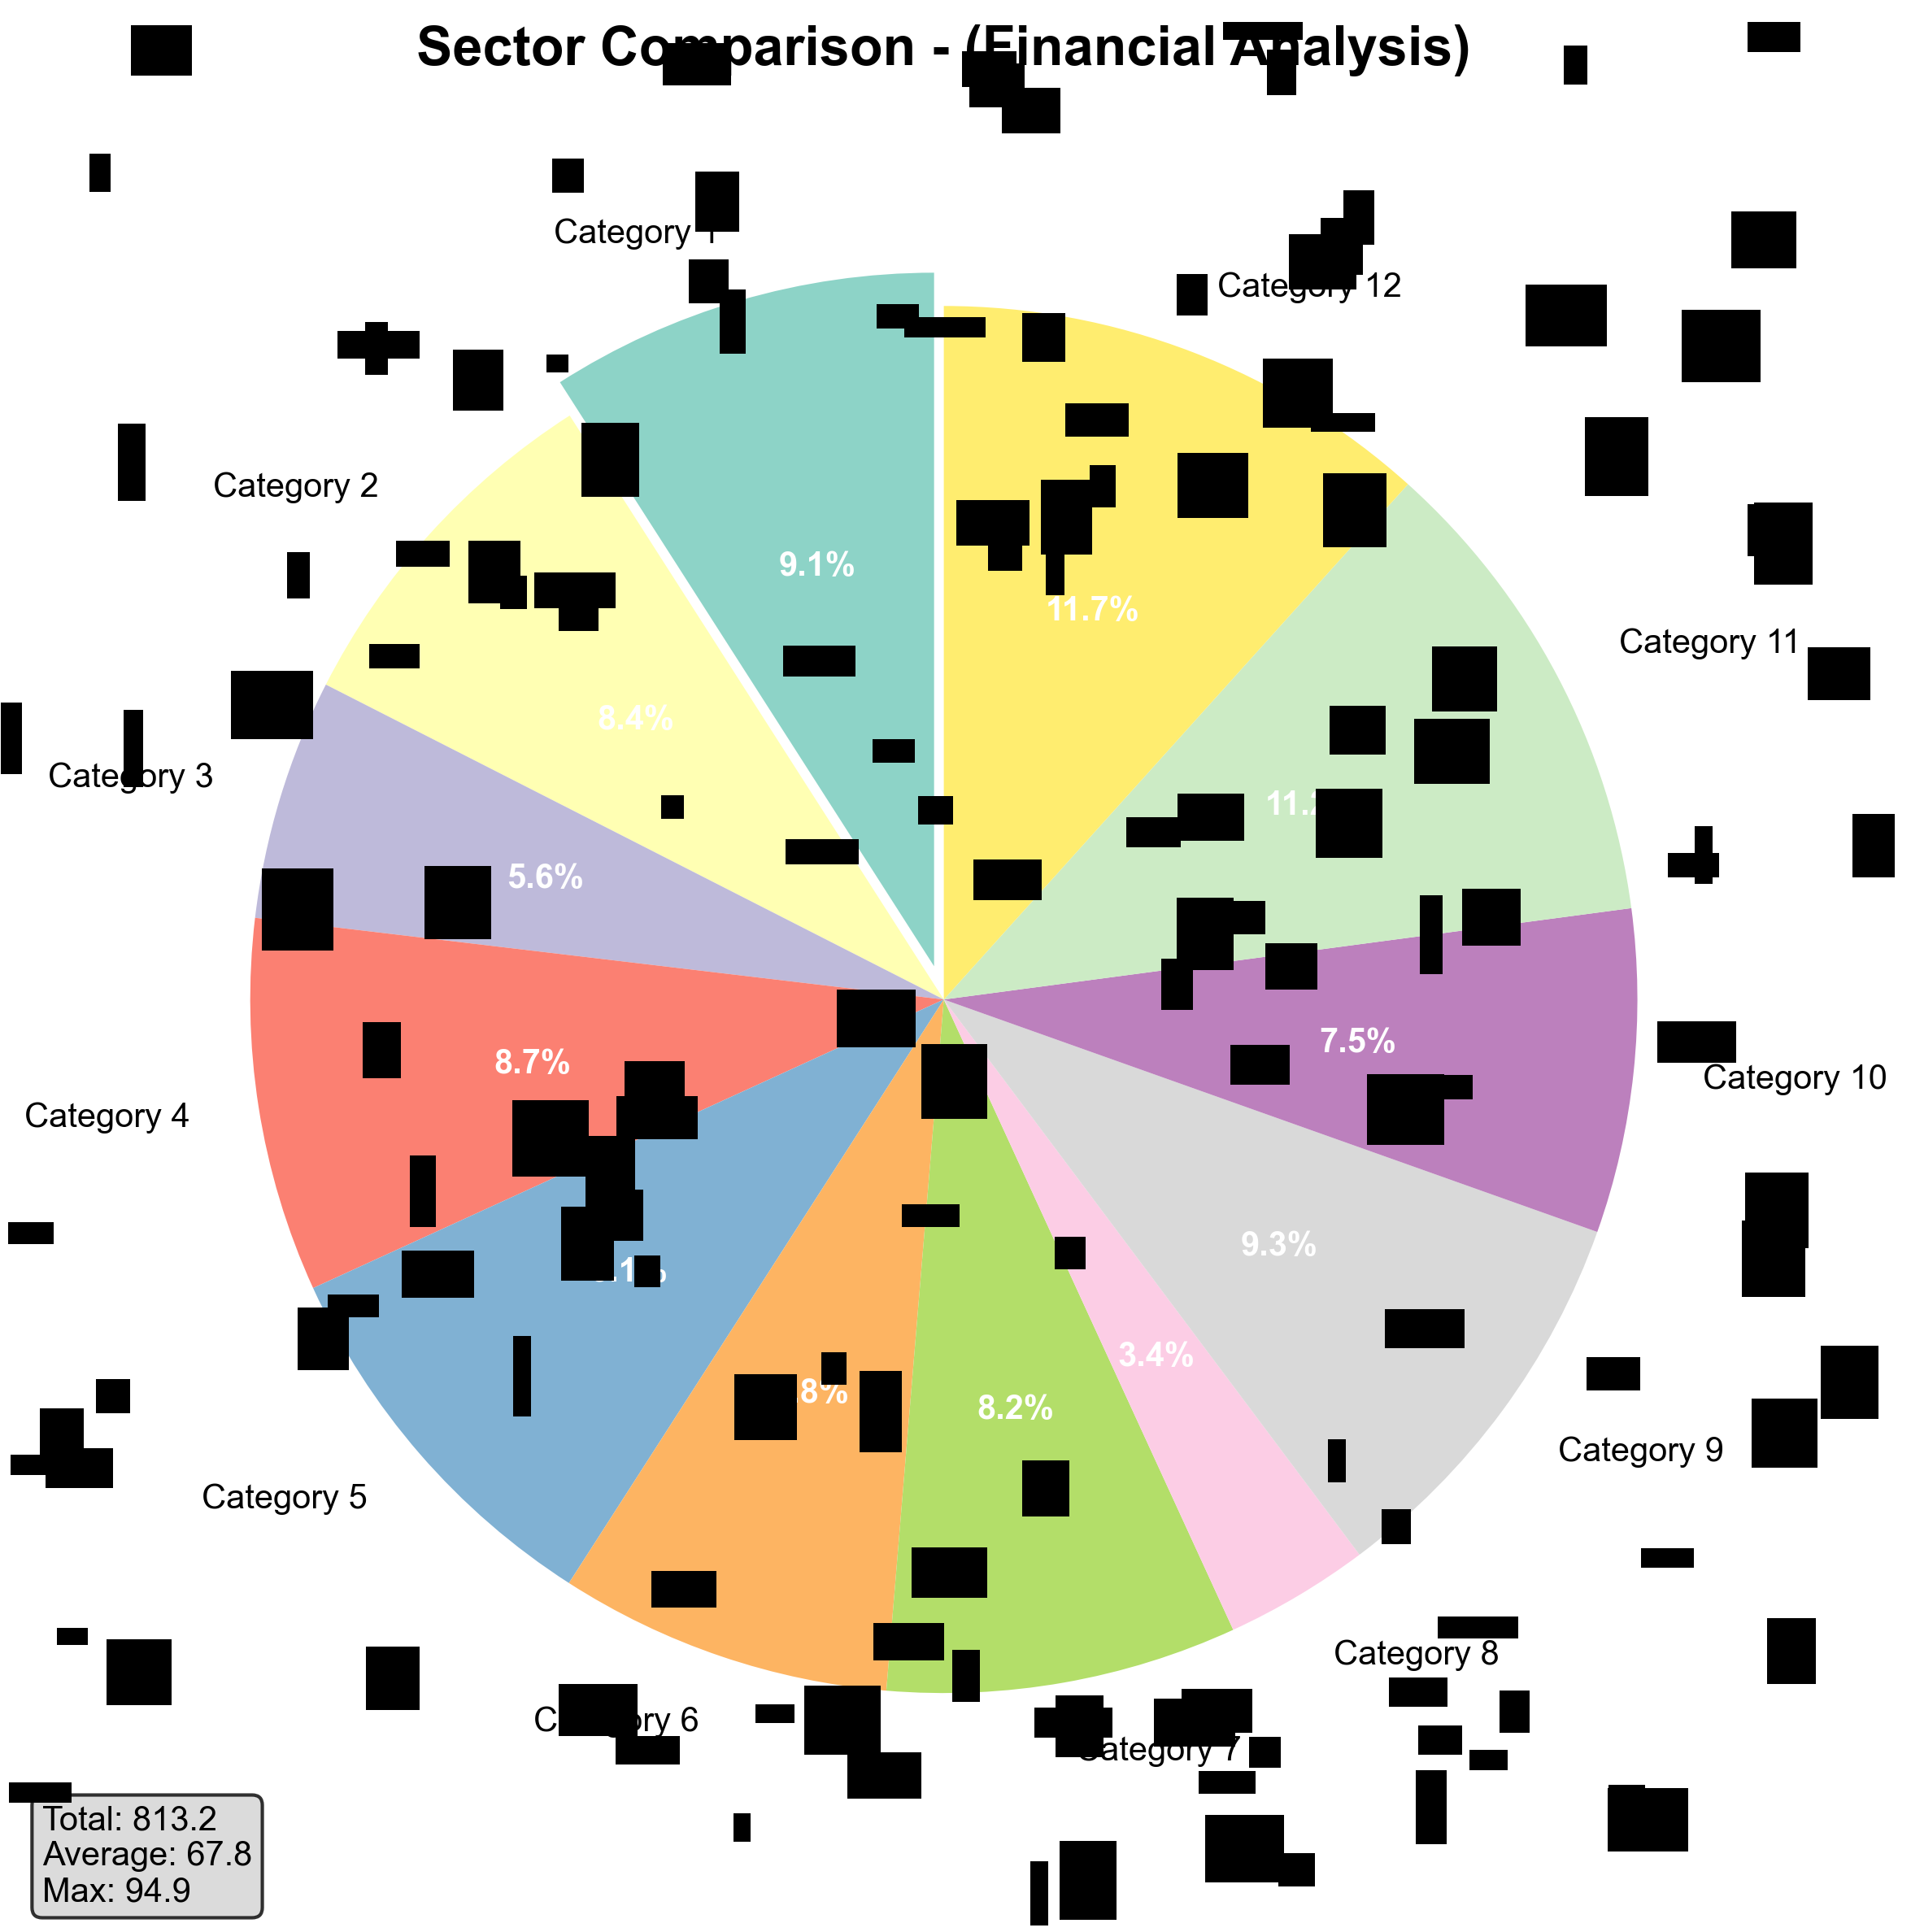 Sector Comparison - (Financial Analysis)
Category 1
Category 12
Category 2
Category 11
Category 3
Category 10
Category 4
Category 9
Category 5
Category 8
Category 6
Category 7
9.1%
11.7%
8.4%
5.6%
7.5%
8.7%
9.3%
3.4%
8.2%
Total: 813.2
Average: 67.8
Max: 94.9